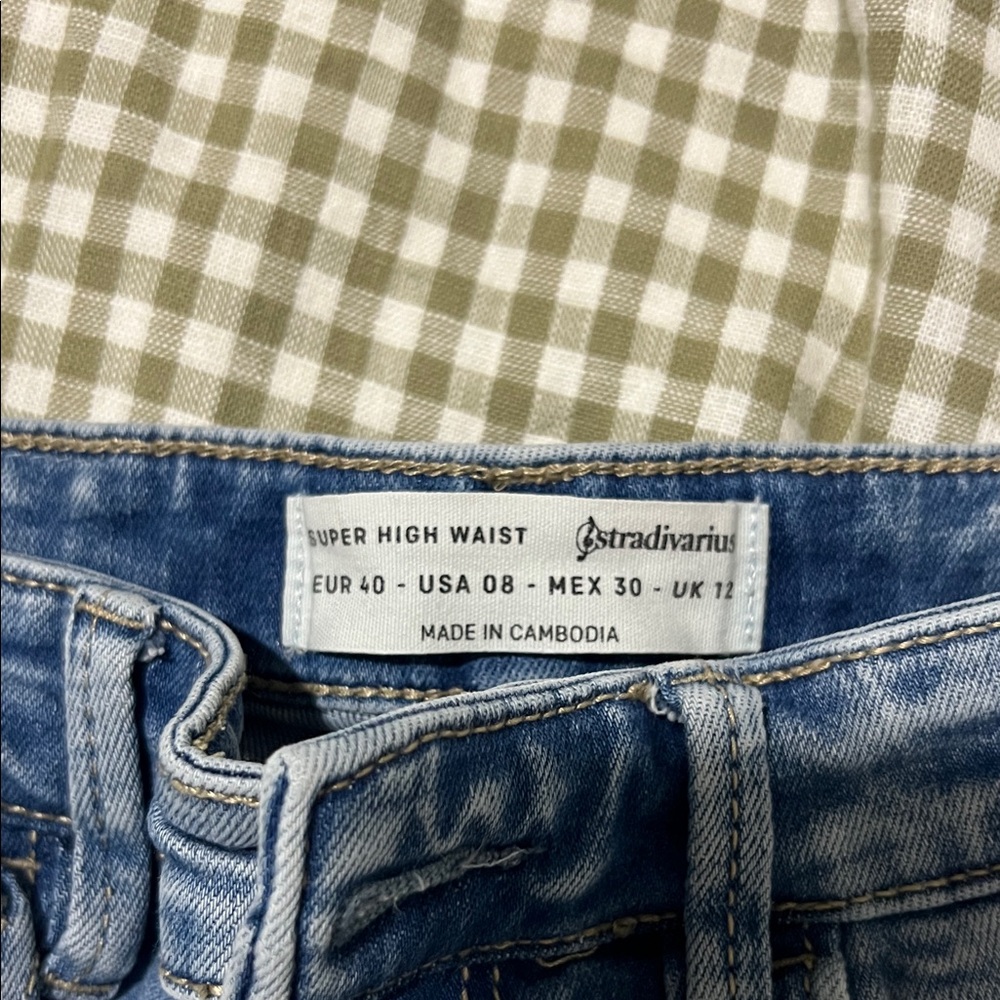 SUPER HIGH WAIST stradivarius
EUR 40 - USA 08 - MEX 30 - UK 12
MADE IN CAMBODIA